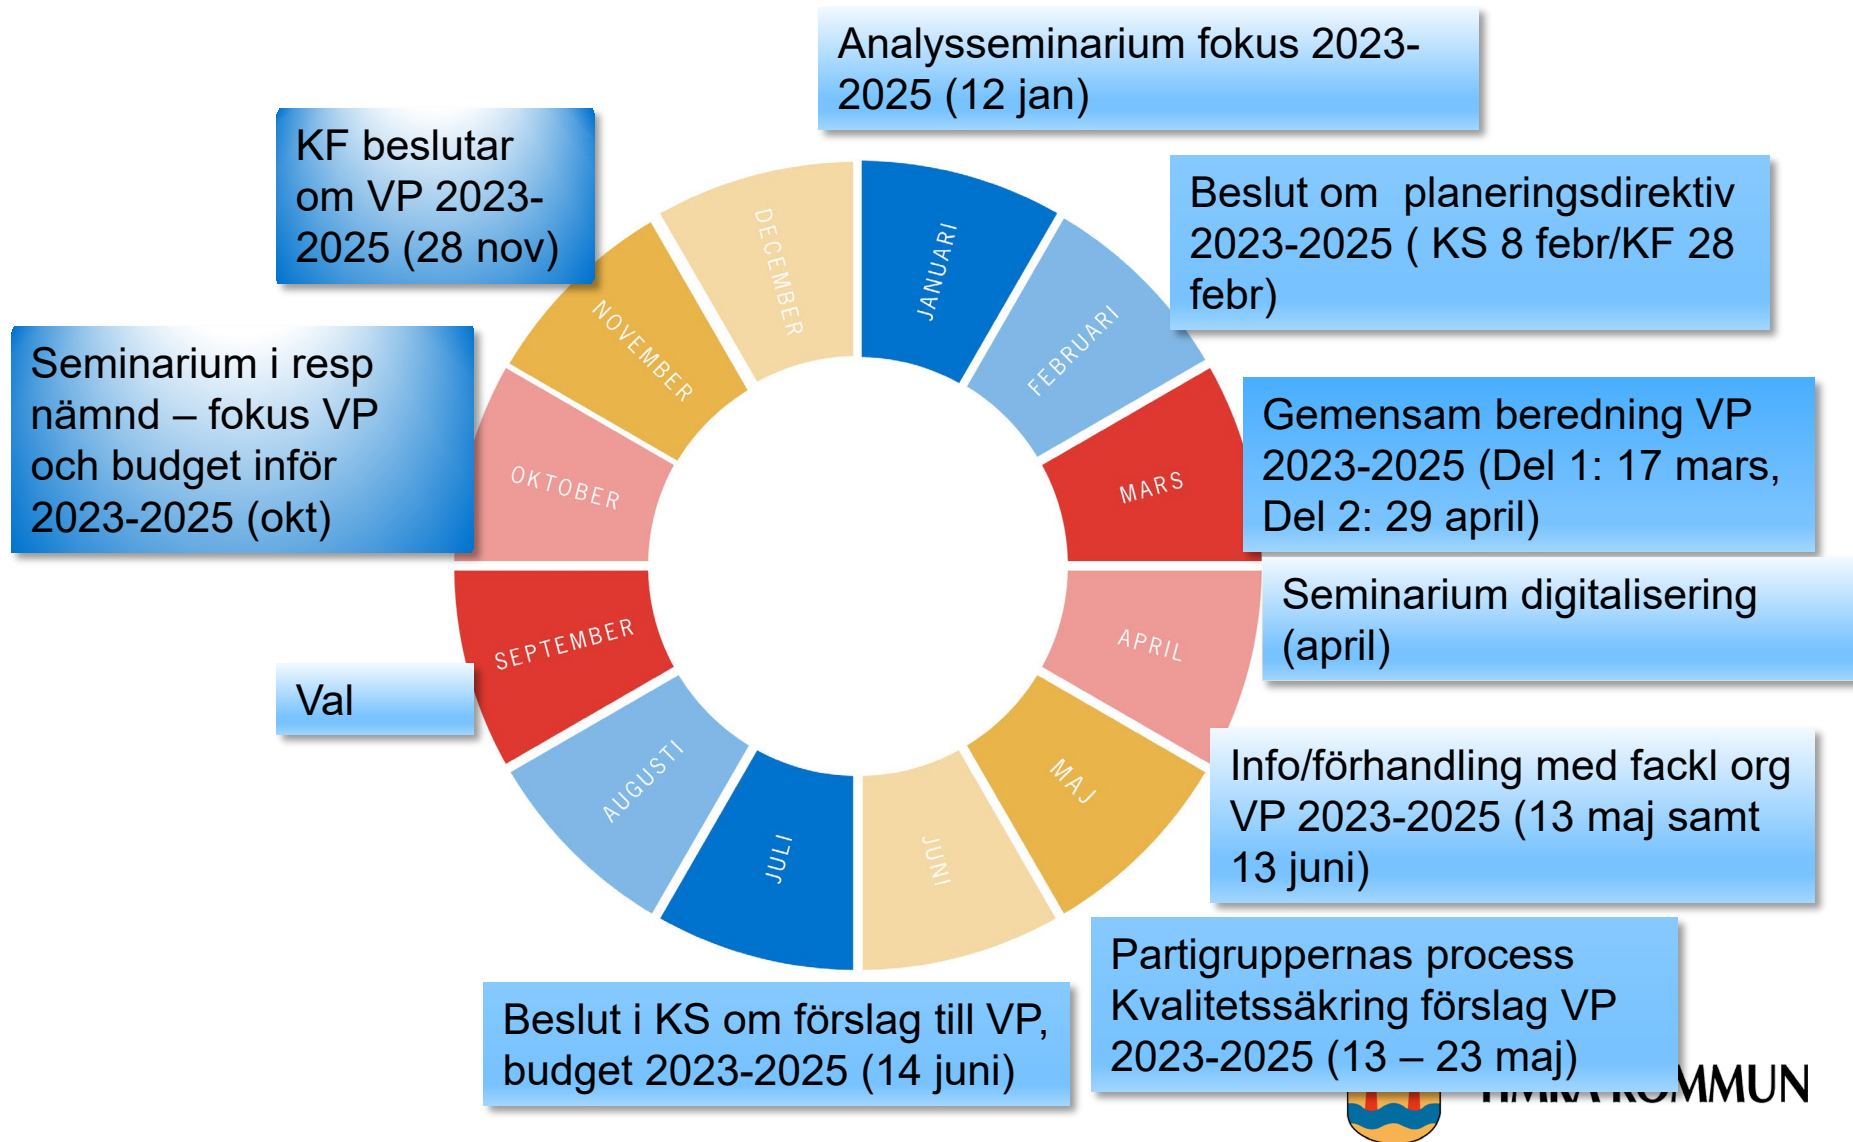 Analysseminarium fokus 2023-
2025 (12 jan)
Beslut om  planeringsdirektiv
2023-2025 ( KS 8 febr/KF 28
febr)
Gemensam beredning VP
2023-2025 (Del 1: 17 mars,
Del 2: 29 april)
Seminarium digitalisering
(april)
Info/förhandling med fackl org
VP 2023-2025 (13 maj samt
13 juni)
Partigruppernas process
Kvalitetssäkring förslag VP
2023-2025 (13 – 23 maj)
Beslut i KS om förslag till VP,
budget 2023-2025 (14 juni)
Val
Seminarium i resp
nämnd – fokus VP
och budget inför
2023-2025 (okt)
KF beslutar
om VP 2023-
2025 (28 nov)
JANUARI
FEBRUARI
MARS
APRIL
MAJ
JUNI
JULI
AUGUSTI
SEPTEMBER
OKTOBER
NOVEMBER
DECEMBER
KOMMUN